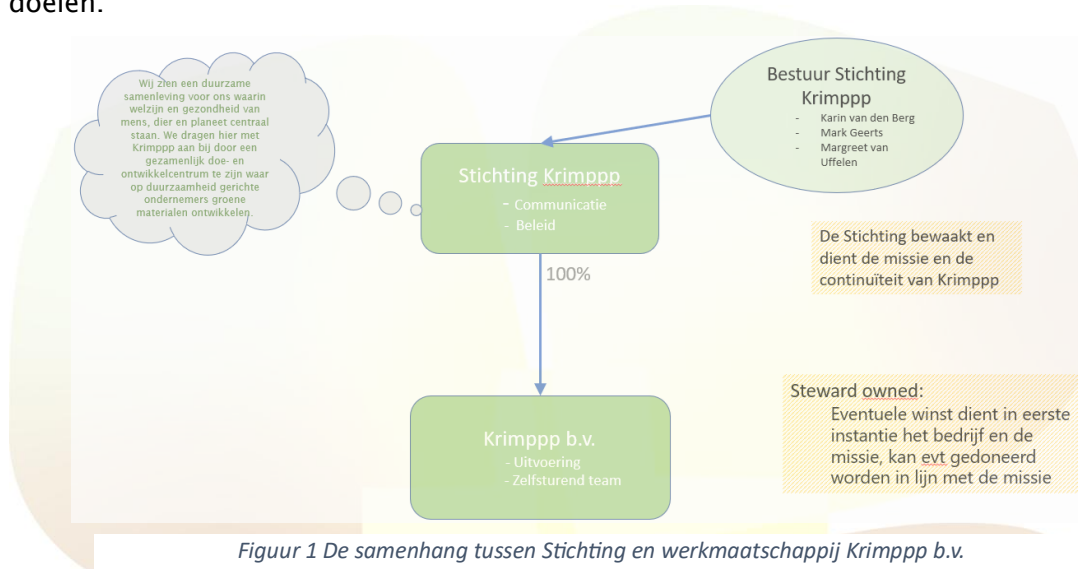 doelen.
Wij zien een duurzame
samenleving voor ons waarin
welzijn en gezondheid van
mens, dier en planeet centraal
staan. We dragen hier met
Krimppp aan bij door een
gezamenlijk doe- en
ontwikkelcentrum te zijn waar
op duurzaamheid gerichte
ondernemers groene
materialen ontwikkelen.
Bestuur Stichting
Krimppp
- Karin van den Berg
- Mark Geerts
- Margreet van
Uffelen
Stichting Krimppp
- Communicatie
- Beleid
De Stichting bewaakt en
dient de missie en de
continuïteit van Krimppp
100%
Krimppp b.v.
- Uitvoering
- Zelfsturend team
Steward owned:
Eventuele winst dient in eerste
instantie het bedrijf en de
missie, kan evt gedoneerd
worden in lijn met de missie
Figuur 1 De samenhang tussen Stichting en werkmaatschappij Krimppp b.v.